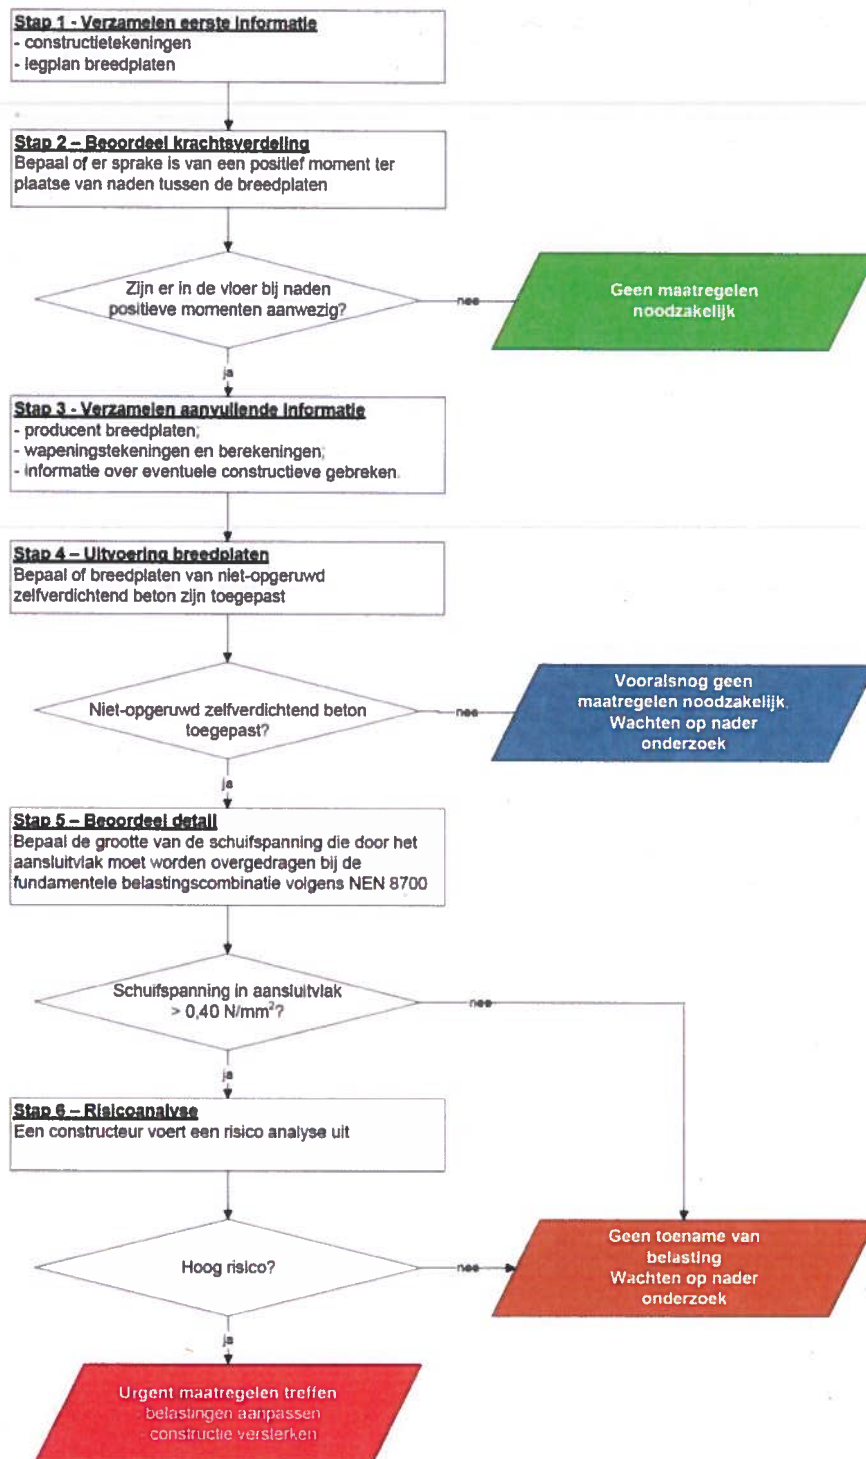 Stap 1 - Verzamelen eerste informatie
- constructietekeningen
- legplan breedplaten
Stap 2 – Beoordeel krachtsverdeling
Bepaal of er sprake is van een positief moment ter
plaatse van naden tussen de breedplaten
Zijn er in de vloer bij naden
positieve momenten aanwezig?
nee
Geen maatregelen
noodzakelijk
ja
Stap 3 - Verzamelen aanvullende informatie
- producent breedplaten;
- wapeningstekeningen en berekeningen;
- informatie over eventuele constructieve gebreken.
Stap 4 – Uitvoering breedplaten
Bepaal of breedplaten van niet-opgeruwd
zelfverdichtend beton zijn toegepast
Niet-opgeruwd zelfverdichtend beton
toegepast?
nee
Vooralsnog geen
maatregelen noodzakelijk.
Wachten op nader
onderzoek
ja
Stap 5 – Beoordeel detail
Bepaal de grootte van de schuifspanning die door het
aansluitvlak moet worden overgedragen bij de
fundamentele belastingscombinatie volgens NEN 8700
Schuifspanning in aansluitvlak
> 0,40 N/mm²?
nee
ja
Stap 6 – Risicoanalyse
Een constructeur voert een risico analyse uit
Hoog risico?
nee
Geen toename van
belasting
Wachten op nader
onderzoek
ja
Urgent maatregelen treffen
- belastingen aanpassen
- constructie versterken